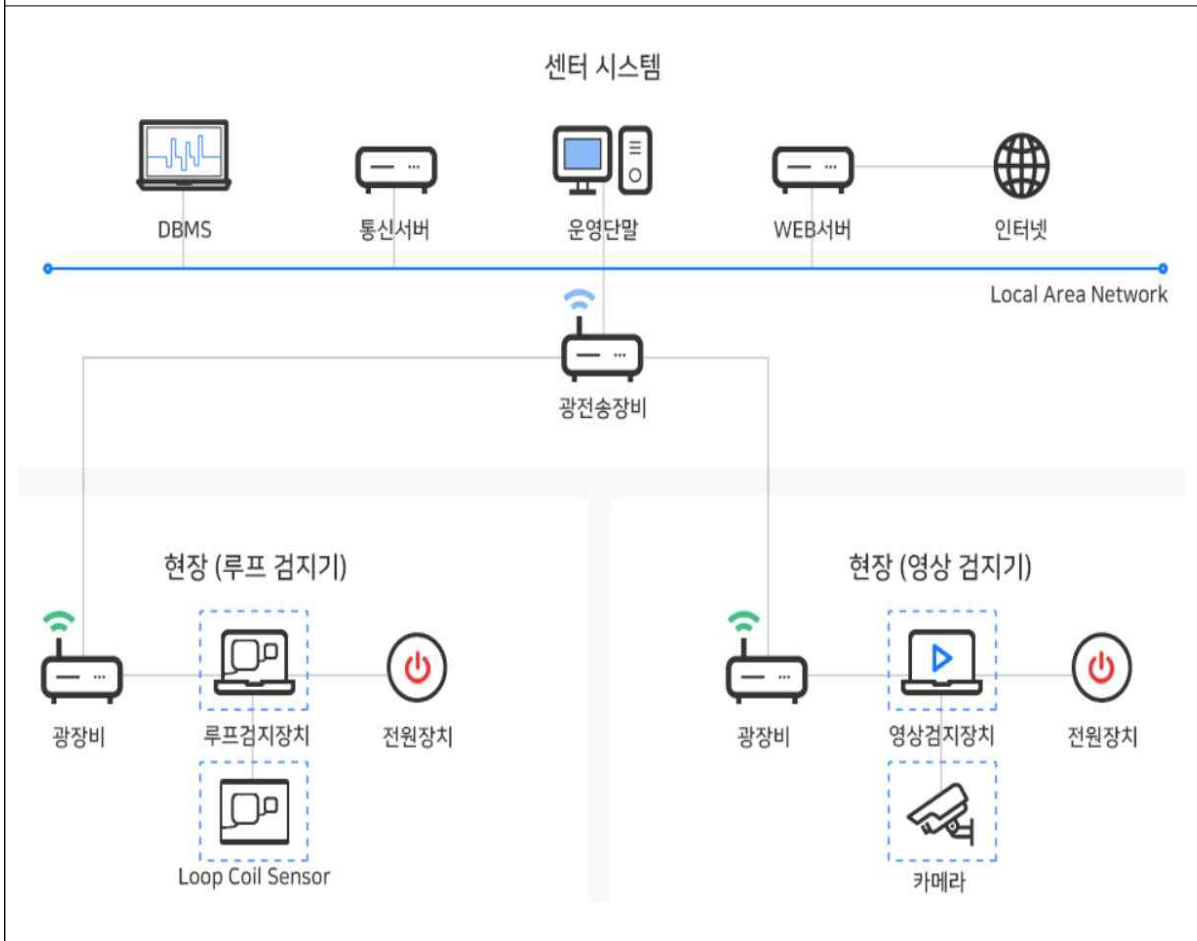 센터 시스템
DBMS
통신서버
운영단말
WEB서버
인터넷
Local Area Network
광전송장비
현장 (루프 검지기)
현장 (영상 검지기)
광장비
루프검지장치
전원장치
광장비
영상검지장치
전원장치
Loop Coil Sensor
카메라